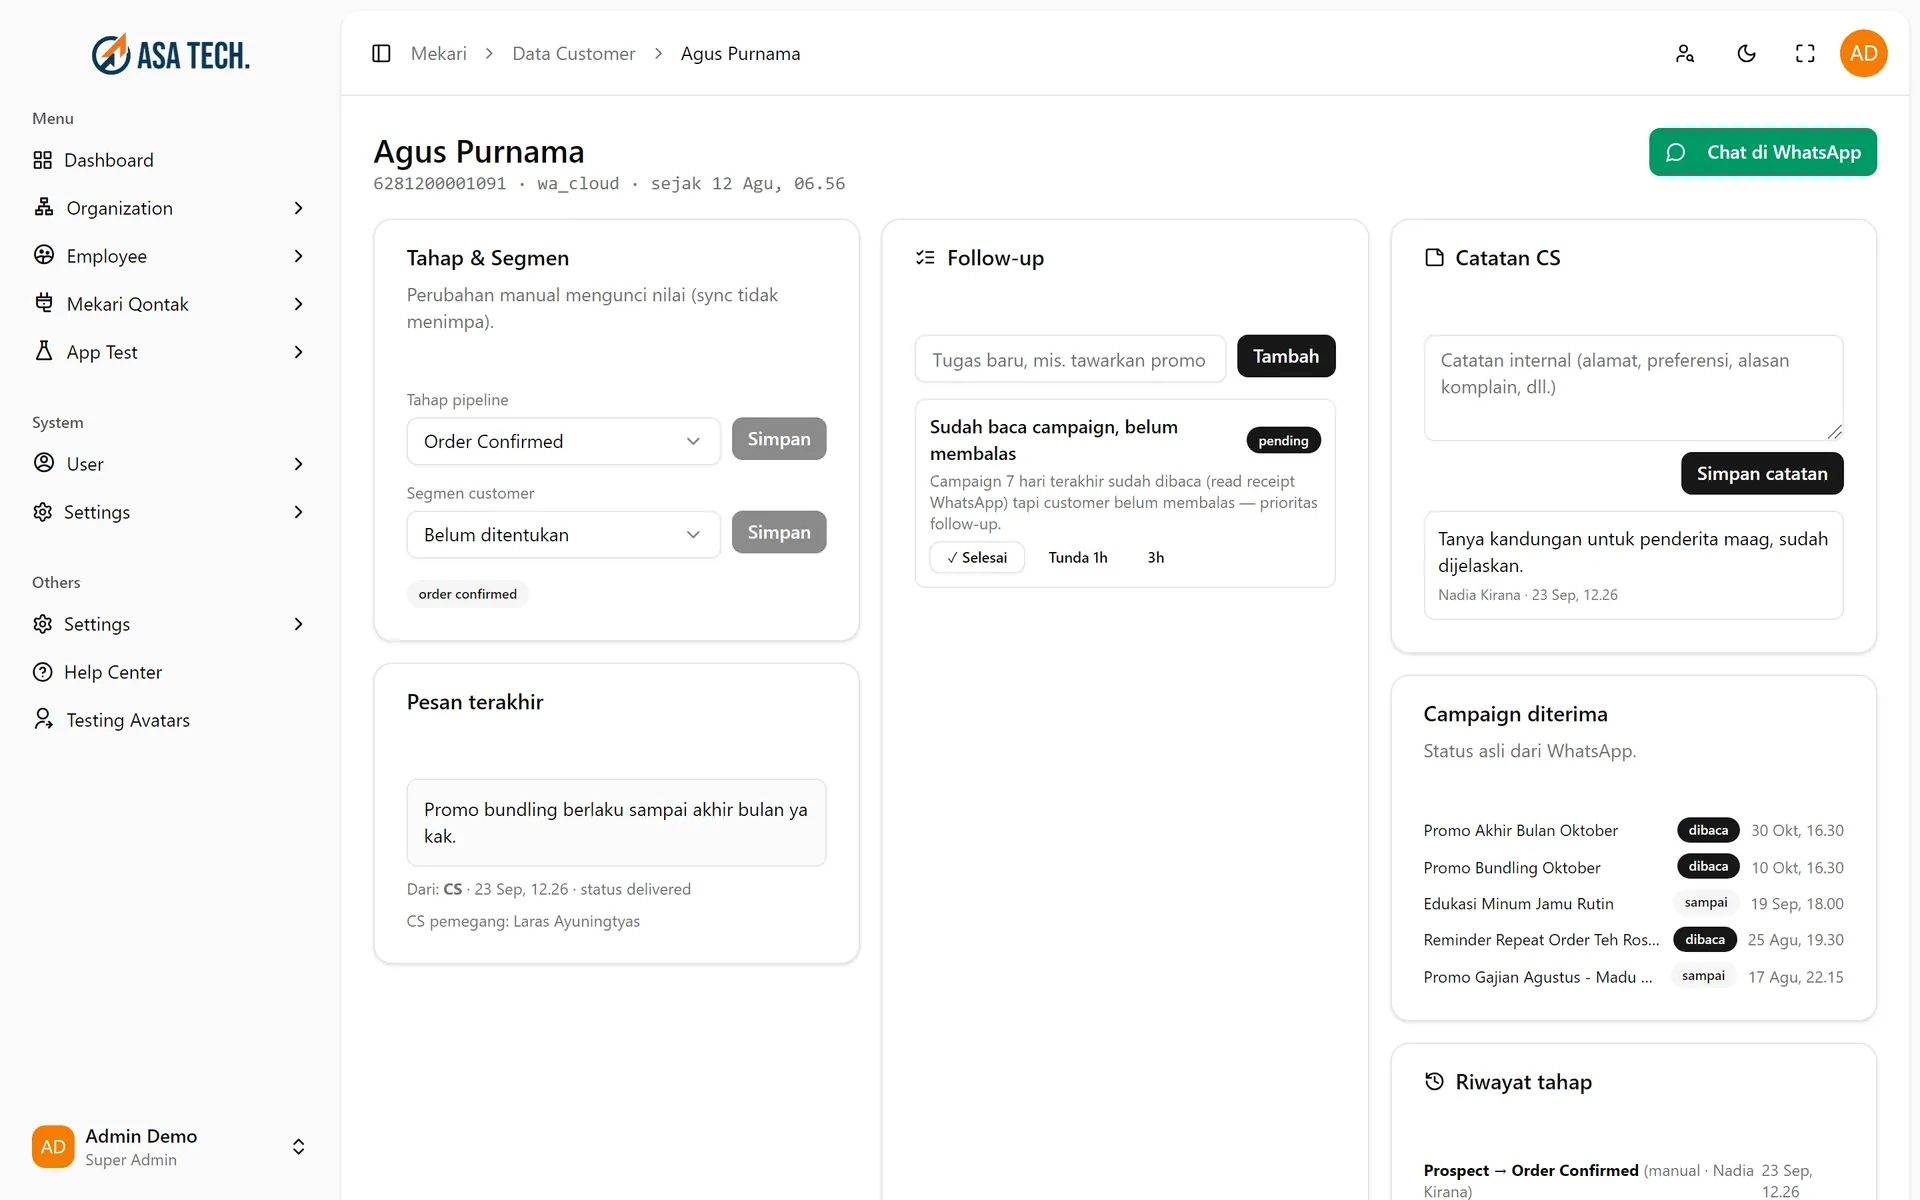 ASA TECH.
Menu
Dashboard
Organization
Employee
Mekari Qontak
App Test
System
User
Settings
Others
Settings
Help Center
Testing Avatars
AD
Admin Demo
Super Admin
Mekari
Data Customer
Agus Purnama
AD
Agus Purnama
6281200001091 · wa_cloud · sejak 12 Agu, 06.56
Chat di WhatsApp
Tahap & Segmen
Perubahan manual mengunci nilai (sync tidak
menimpa).
Tahap pipeline
Order Confirmed
Simpan
Segmen customer
Belum ditentukan
Simpan
order confirmed
Pesan terakhir
Promo bundling berlaku sampai akhir bulan ya
kak.
Dari: CS · 23 Sep, 12.26 · status delivered
CS pemegang: Laras Ayuningtyas
Follow-up
Tugas baru, mis. tawarkan promo
Tambah
Sudah baca campaign, belum
membalas
pending
Campaign 7 hari terakhir sudah dibaca (read receipt
WhatsApp) tapi customer belum membalas — prioritas
follow-up.
✓ Selesai
Tunda 1h
3h
Catatan CS
Catatan internal (alamat, preferensi, alasan
komplain, dll.)
Simpan catatan
Tanya kandungan untuk penderita maag, sudah
dijelaskan.
Nadia Kirana · 23 Sep, 12.26
Campaign diterima
Status asli dari WhatsApp.
Promo Akhir Bulan Oktober dibaca 30 Okt, 16.30
Promo Bundling Oktober dibaca 10 Okt, 16.30
Edukasi Minum Jamu Rutin sampai 19 Sep, 18.00
Reminder Repeat Order Teh Ros... dibaca 25 Agu, 19.30
Promo Gajian Agustus - Madu ... sampai 17 Agu, 22.15
Riwayat tahap
Prospect → Order Confirmed (manual · Nadia 23 Sep,
Kirana) 12.26